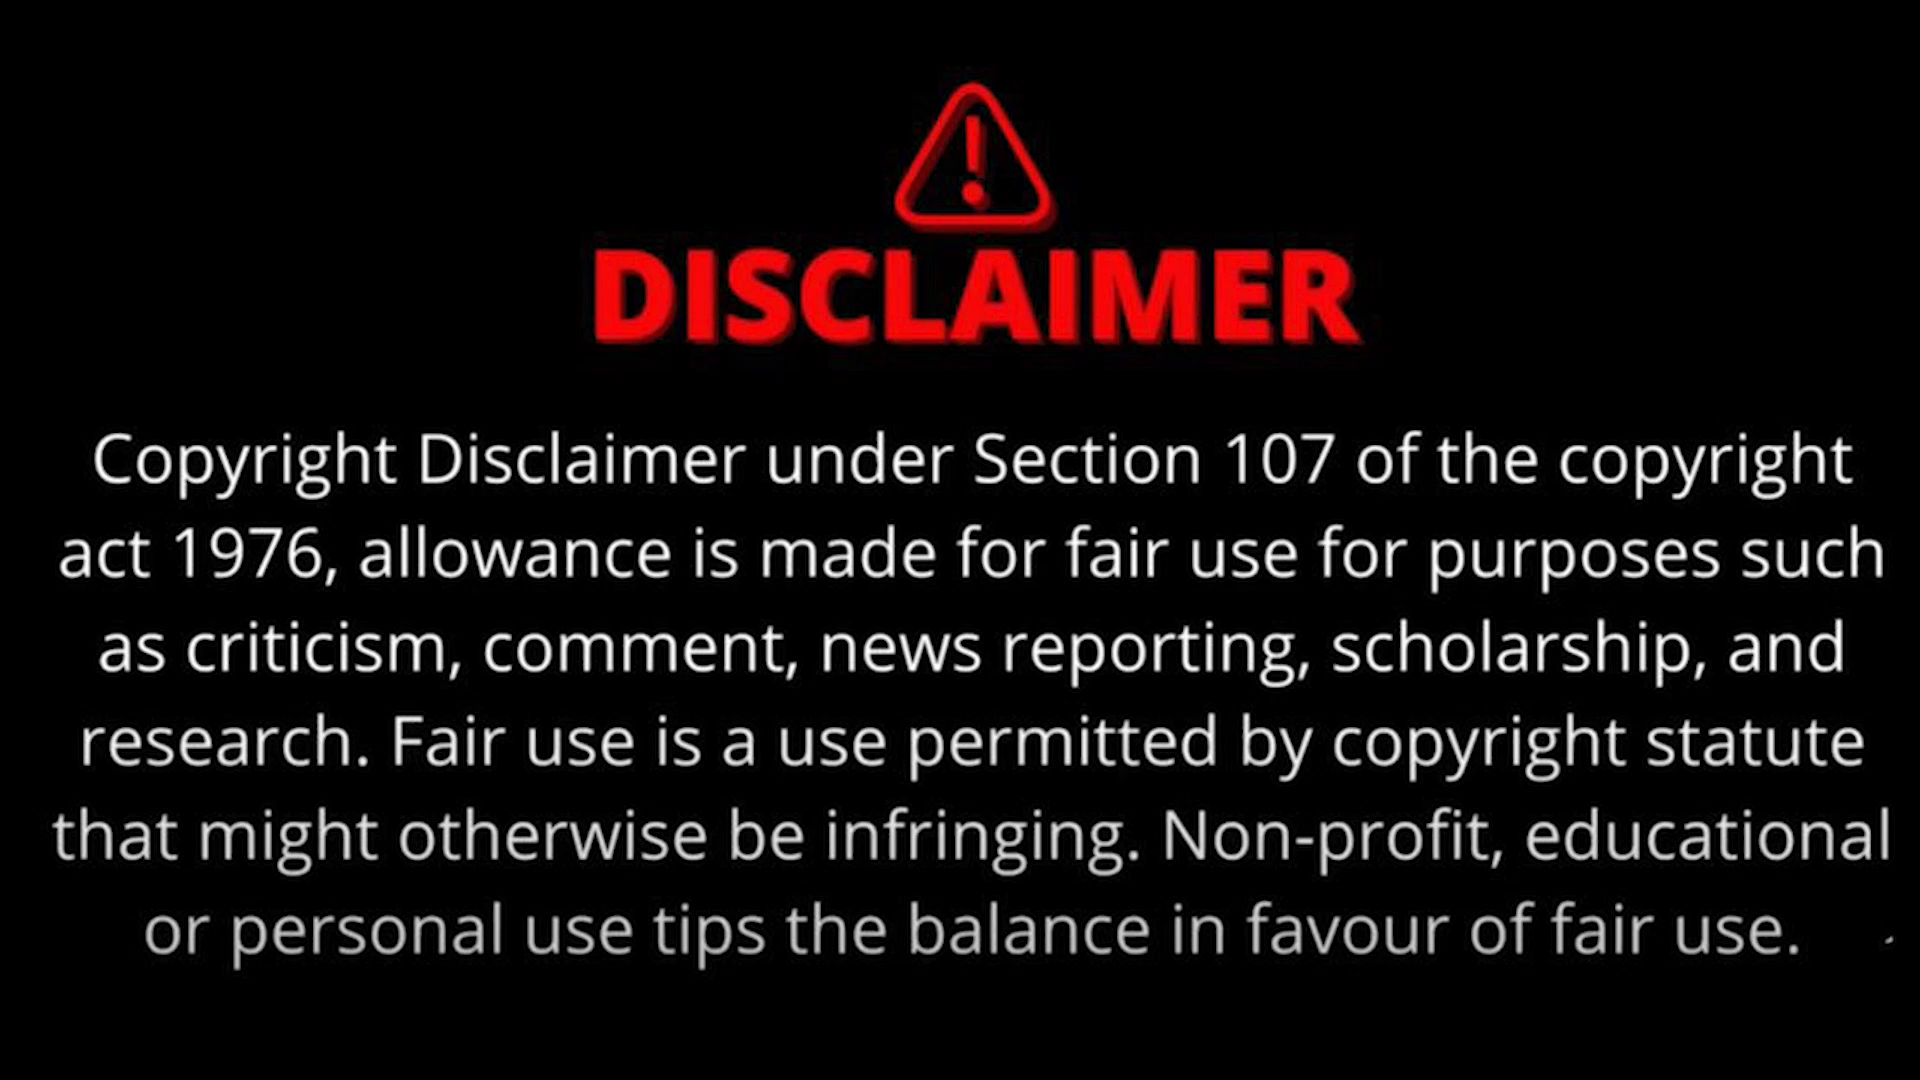 DISCLAIMER
Copyright Disclaimer under Section 107 of the copyright
act 1976, allowance is made for fair use for purposes such
as criticism, comment, news reporting, scholarship, and
research. Fair use is a use permitted by copyright statute
that might otherwise be infringing. Non-profit, educational
or personal use tips the balance in favour of fair use.